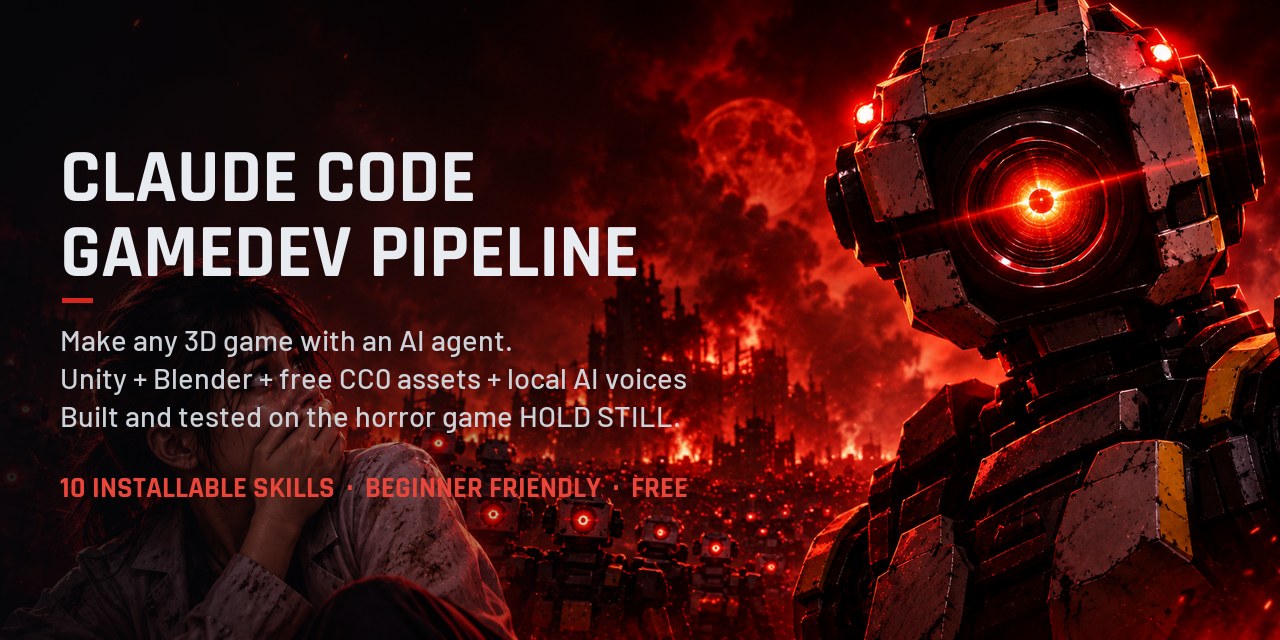 CLAUDE CODE
GAMEDEV PIPELINE
Make any 3D game with an AI agent.
Unity + Blender + free CC0 assets + local AI voices
Built and tested on the horror game HOLD STILL.
10 INSTALLABLE SKILLS · BEGINNER FRIENDLY · FREE